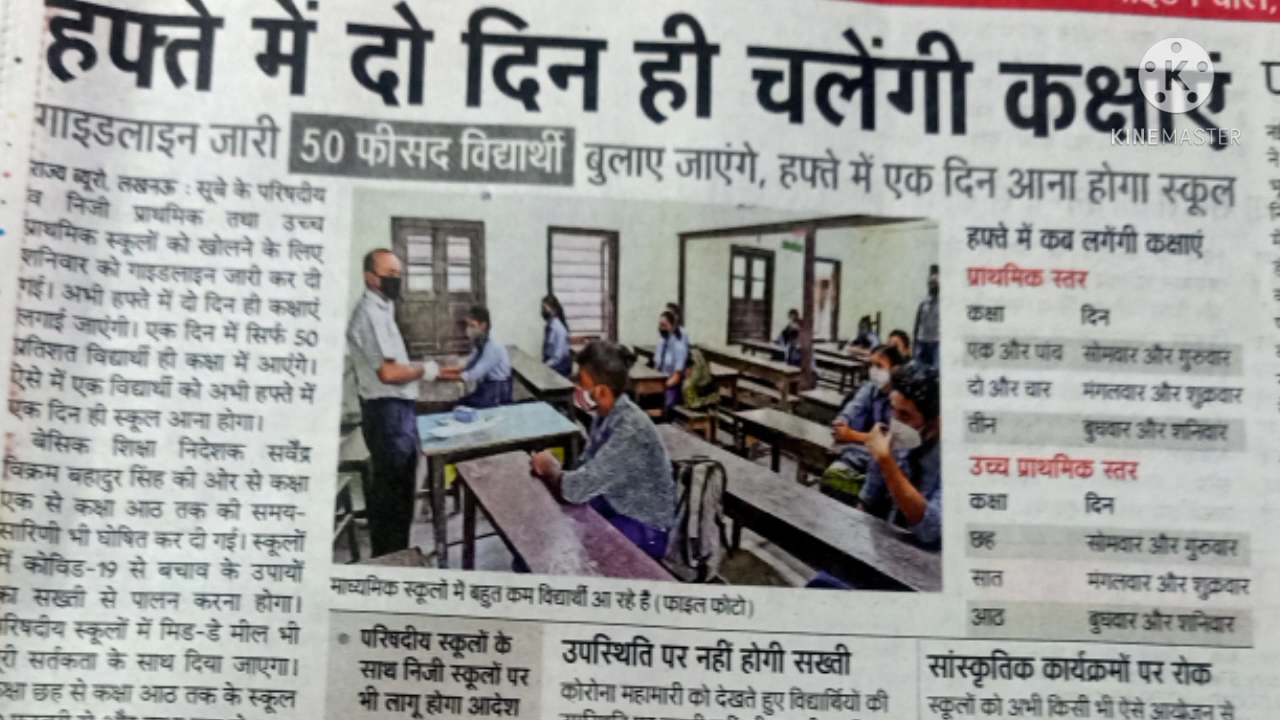 हफ्ते में दो दिन ही चलेंगी कक्षाएं
KINEMASTER
गाइडलाइन जारी 50 फीसद विद्यार्थी बुलाए जाएंगे, हफ्ते में एक दिन आना होगा स्कूल
राज्य ब्यूरो, लखनऊ : सूबे के परिषदीय
व निजी प्राथमिक तथा उच्च
प्राथमिक स्कूलों को खोलने के लिए
शनिवार को गाइडलाइन जारी कर दी
गई। अभी हफ्ते में दो दिन ही कक्षाएं
लगाई जाएंगी। एक दिन में सिर्फ 50
प्रतिशत विद्यार्थी ही कक्षा में आएंगे।
ऐसे में एक विद्यार्थी को अभी हफ्ते में
एक दिन ही स्कूल आना होगा।
बेसिक शिक्षा निदेशक सर्वेंद्र
विक्रम बहादुर सिंह की ओर से कक्षा
एक से कक्षा आठ तक की समय-
सारिणी भी घोषित कर दी गई। स्कूलों
में कोविड-19 से बचाव के उपायों
का सख्ती से पालन करना होगा।
परिषदीय स्कूलों में मिड-डे मील भी
पूरी सर्तकता के साथ दिया जाएगा।
कक्षा छह से कक्षा आठ तक के स्कूल
माध्यमिक स्कूलों में बहुत कम विद्यार्थी आ रहे हैं (फाइल फोटो)
हफ्ते में कब लगेंगी कक्षाएं
प्राथमिक स्तर
कक्षा दिन
एक और पांच सोमवार और गुरुवार
दो और चार मंगलवार और शुक्रवार
तीन बुधवार और शनिवार
उच्च प्राथमिक स्तर
कक्षा दिन
छह सोमवार और गुरुवार
सात मंगलवार और शुक्रवार
आठ बुधवार और शनिवार
• परिषदीय स्कूलों के
साथ निजी स्कूलों पर
भी लागू होगा आदेश
उपस्थिति पर नहीं होगी सख्ती
कोरोना महामारी को देखते हुए विद्यार्थियों की
सांस्कृतिक कार्यक्रमों पर रोक
स्कूलों को अभी किसी भी ऐसे आयोजन से